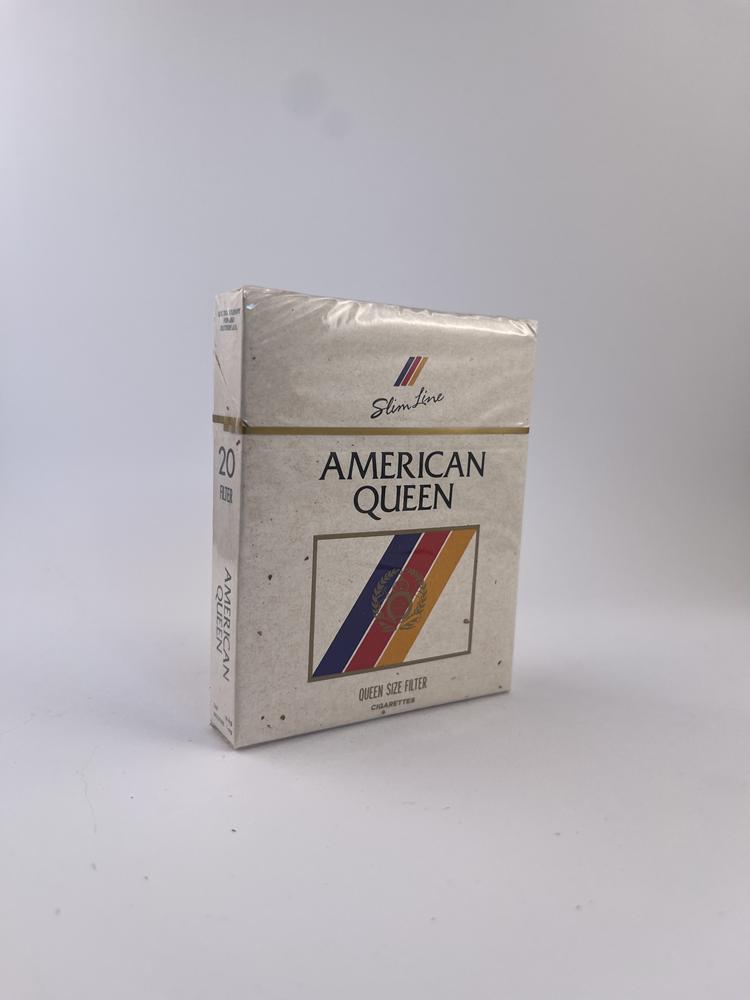 Slim Line
AMERICAN
QUEEN
QUEEN SIZE FILTER
CIGARETTES
20
FILTER
AMERICAN
QUEEN